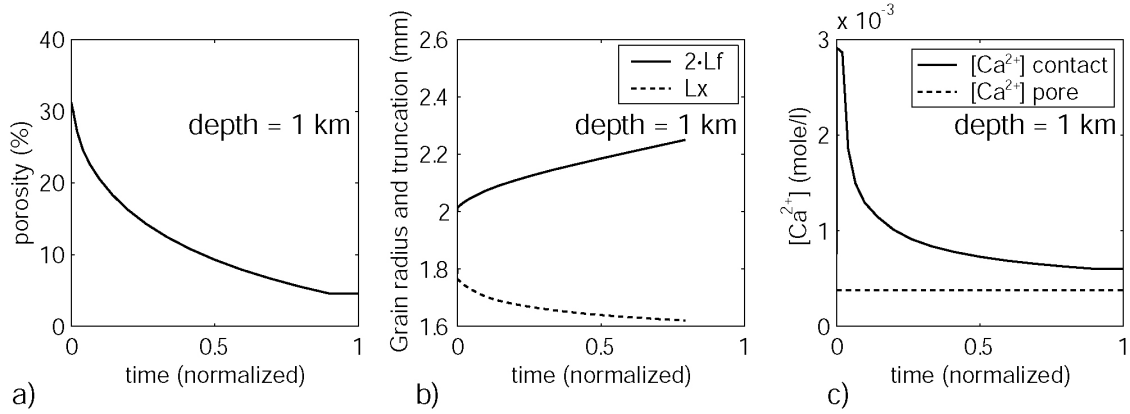 40
30
20
10
0
porosity (%)
depth = 1 km
0
0.5
1
time (normalized)
a)
2.6
2.4
2.2
2
1.8
1.6
Grain radius and truncation (mm)
2·Lf
Lx
depth = 1 km
0
0.5
1
time (normalized)
b)
x 10⁻³
3
2
1
0
[Ca²⁺] (mole/l)
[Ca²⁺] contact
[Ca²⁺] pore
depth = 1 km
0
0.5
1
time (normalized)
c)